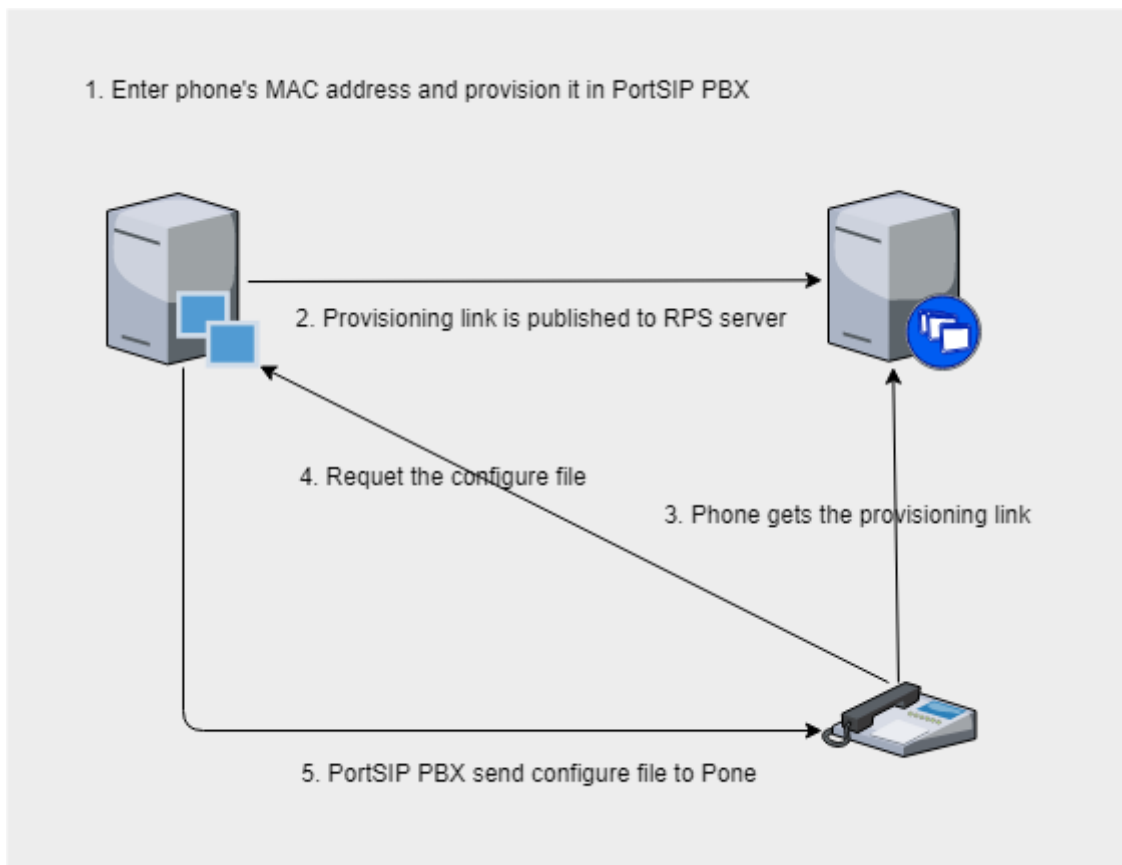 1. Enter phone's MAC address and provision it in PortSIP PBX
2. Provisioning link is published to RPS server
4. Requet the configure file
3. Phone gets the provisioning link
5. PortSIP PBX send configure file to Pone